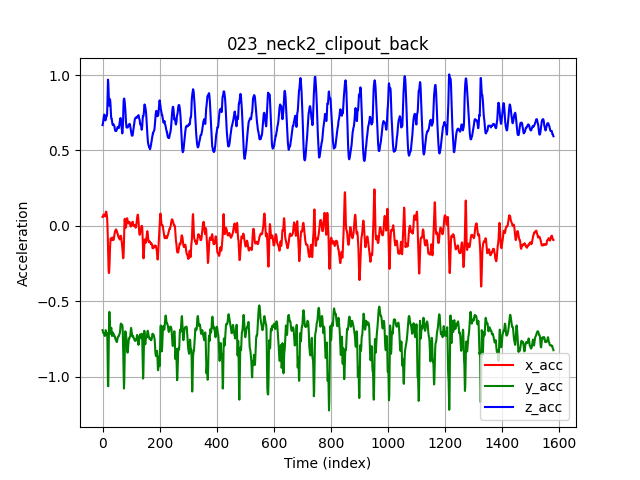 023_neck2_clipout_back
1.0
0.5
0.0
−0.5
−1.0
Acceleration
0 200 400 600 800 1000 1200 1400 1600
Time (index)
x_acc
y_acc
z_acc